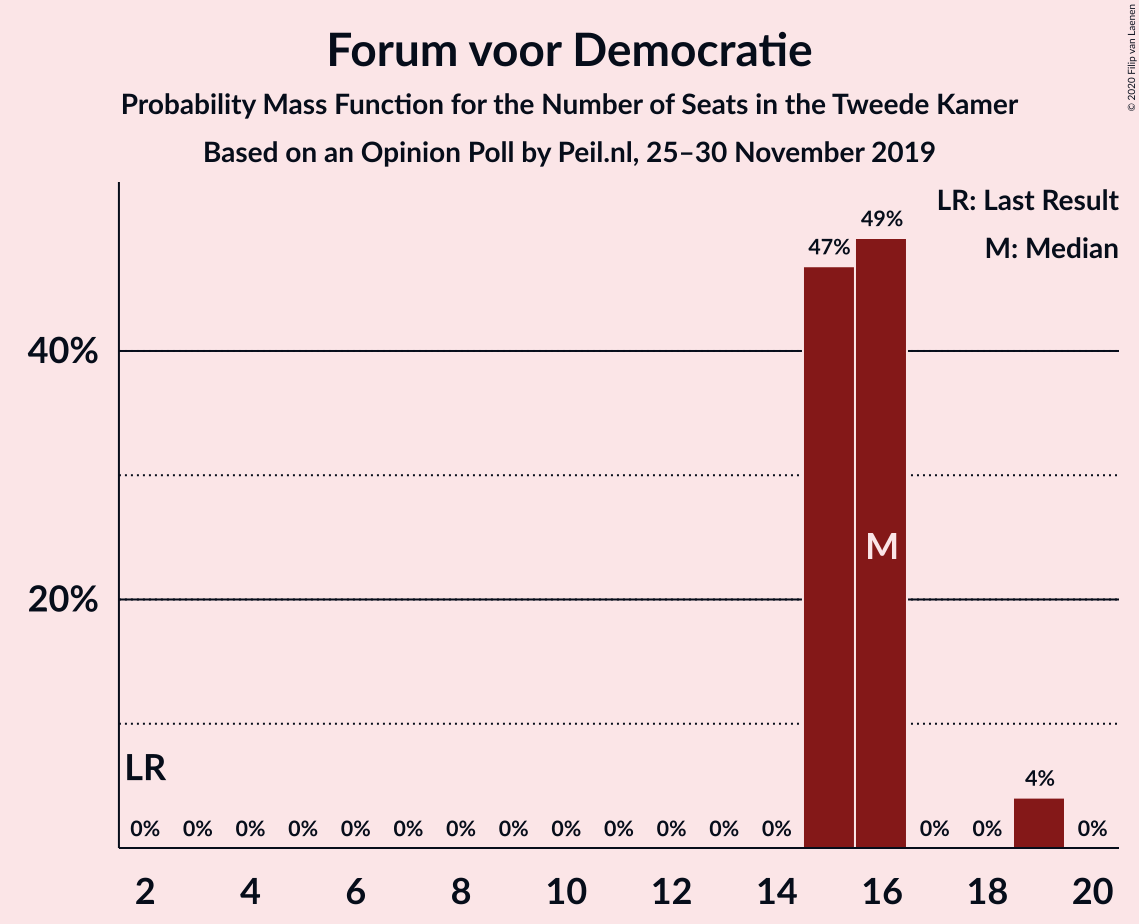 © 2020 Filip van Laenen
Forum voor Democratie
Probability Mass Function for the Number of Seats in the Tweede Kamer
Based on an Opinion Poll by Peil.nl, 25–30 November 2019
LR: Last Result
M: Median
49%
47%
40%
M
20%
LR
4%
0% 0% 0% 0% 0% 0% 0% 0% 0% 0% 0% 0% 0% 0% 0% 0%
2 4 6 8 10 12 14 16 18 20